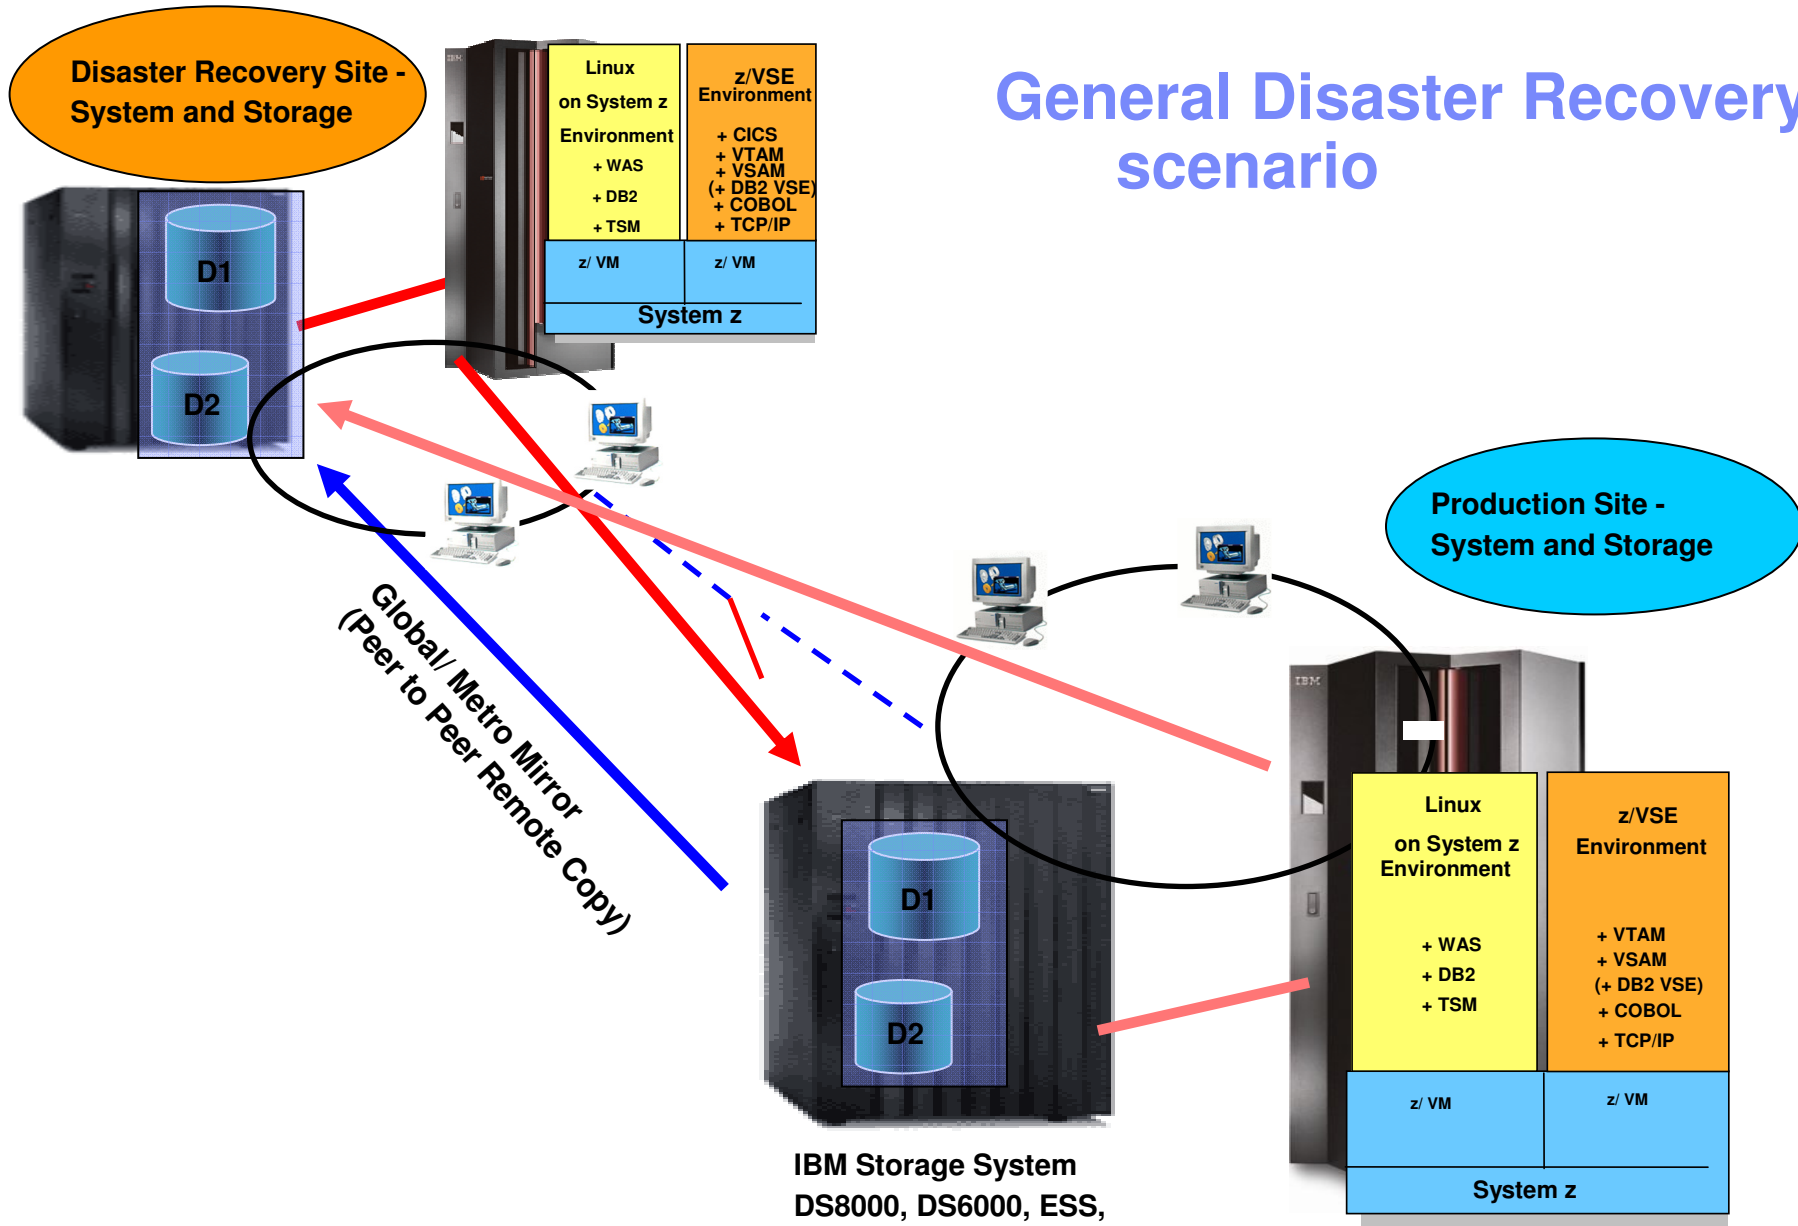 General Disaster Recovery
scenario
Disaster Recovery Site -
System and Storage
IBM
Linux
on System z
Environment
+ WAS
+ DB2
+ TSM
z/VSE
Environment
+ CICS
+ VTAM
+ VSAM
(+ DB2 VSE)
+ COBOL
+ TCP/IP
z/ VM
z/ VM
System z
D1
D2
Global/ Metro Mirror
(Peer to Peer Remote Copy)
Production Site -
System and Storage
IBM
Linux
on System z
Environment
+ WAS
+ DB2
+ TSM
z/VSE
Environment
+ VTAM
+ VSAM
(+ DB2 VSE)
+ COBOL
+ TCP/IP
z/ VM
z/ VM
System z
D1
D2
IBM Storage System
DS8000, DS6000, ESS,